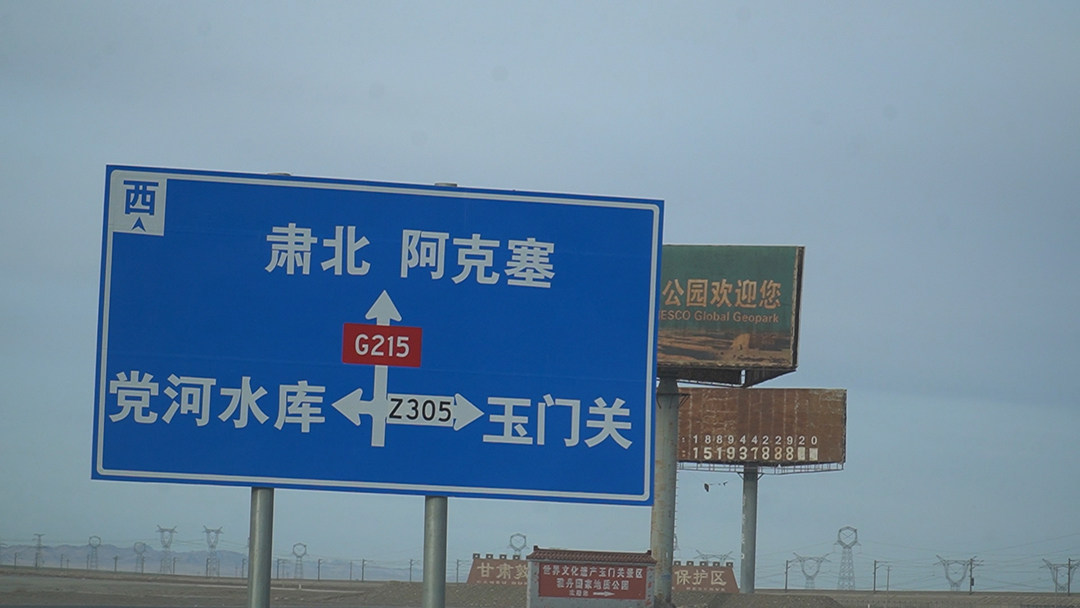 西
肃北 阿克塞
G215
党河水库
Z305
玉门关
公园欢迎您
ESCO Global Geopark
:18894422920
:151937888
甘肃敦
保护区
世界文化遗产玉门关景区
雅丹国家地质公园